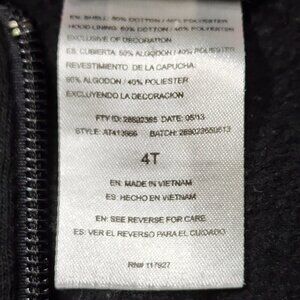 EN: SHELL: 60% COTTON / 40% POLYESTER
HOOD LINING: 60% COTTON / 40% POLYESTER
EXCLUSIVE OF DECORATION
ES: CUBIERTA: 60% ALGODON / 40% POLIESTER
REVESTIMIENTO DE LA CAPUCHA:
60% ALGODON / 40% POLIESTER
EXCLUYENDO LA DECORACION
FTY ID: DATE: 05/13
STYLE: AT413966 BATCH:
4T
EN: MADE IN VIETNAM
ES: HECHO EN VIETNAM
EN: SEE REVERSE FOR CARE
ES: VER EL REVERSO PARA EL CUIDADO
RN# 117927